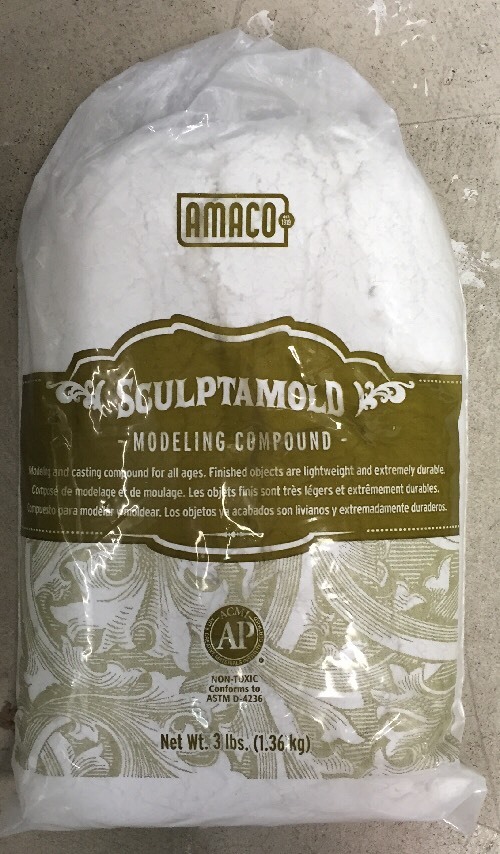 AMACO
est. 1919
SCULPTAMOLD
- MODELING COMPOUND -
Modeling and casting compound for all ages. Finished objects are lightweight and extremely durable.
Composé de modelage et de moulage. Les objets finis sont très légers et extrêmement durables.
Compuesto para modelar y moldear. Los objetos ya acabados son livianos y extremadamente duraderos.
ACMI
AP
NON-TOXIC
Conforms to
ASTM D-4236
Net Wt. 3 lbs. (1.36 kg)